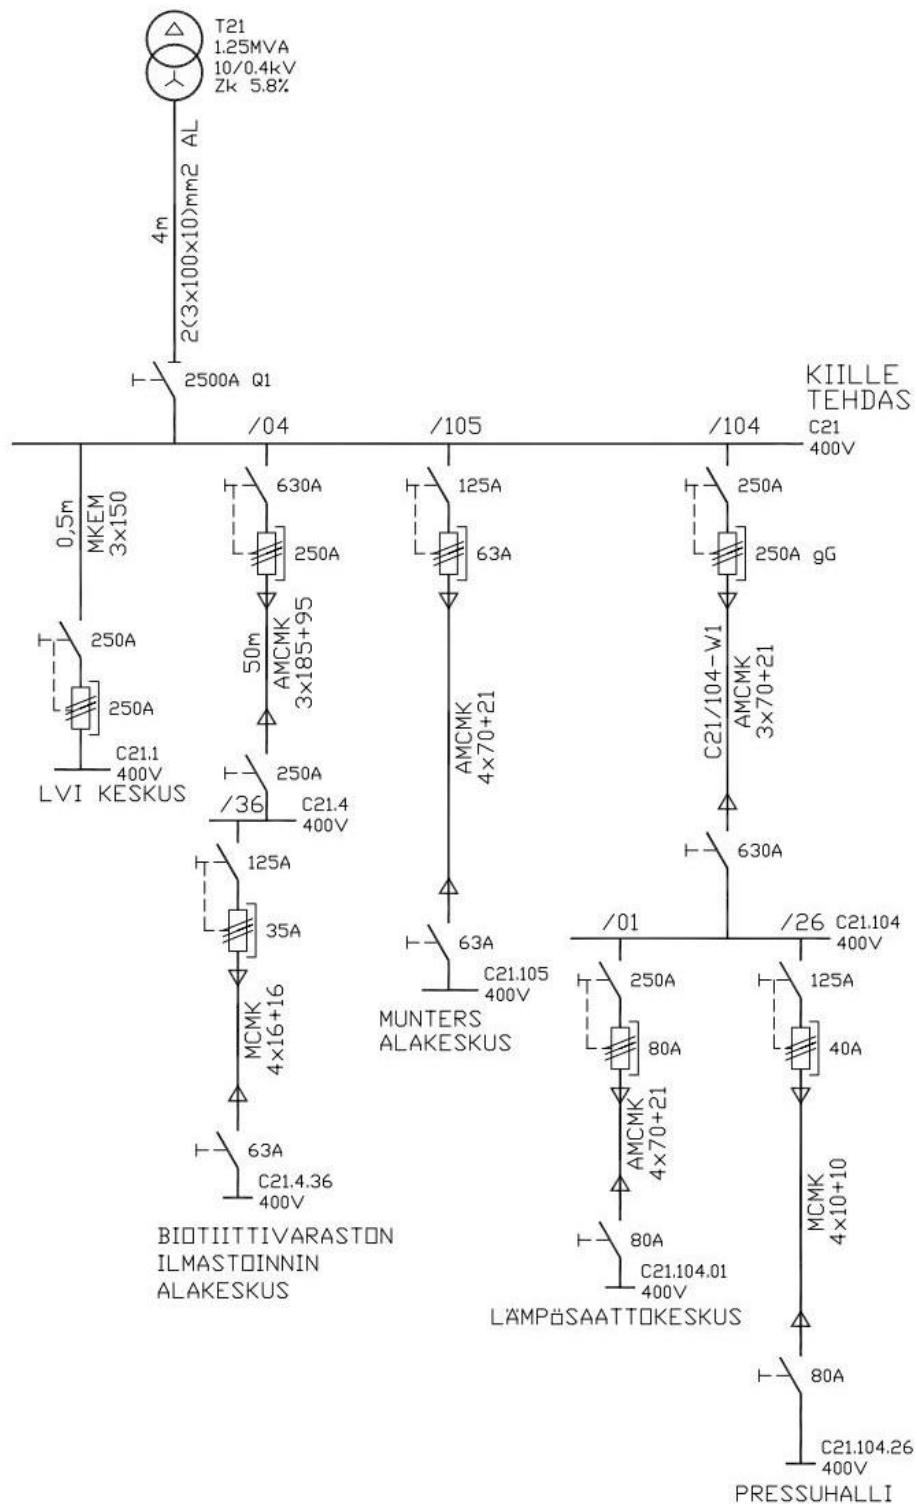 T21
1.25MVA
10/0.4kV
Zk 5.8%
4m
2(3x100x10)mm2 AL
2500A Q1
KIILLE
TEHDAS
C21
400V
/04
/105
/104
0,5m
MKEM
3x150
250A
250A
C21.1
400V
LVI KESKUS
630A
250A
50m
AMCMK
3x185+95
250A
/36
C21.4
400V
125A
35A
MCMK
4x16+16
63A
C21.4.36
400V
BIOTIITTIVARASTON
ILMASTOINNIN
ALAKESKUS
125A
63A
AMCMK
4x70+21
63A
C21.105
400V
MUNTERS
ALAKESKUS
250A
250A gG
C21/104-W1
AMCMK
3x70+21
630A
/01
/26
C21.104
400V
250A
80A
AMCMK
4x70+21
80A
C21.104.01
400V
LÄMPöSAATTOKESKUS
125A
40A
MCMK
4x10+10
80A
C21.104.26
400V
PRESSUHALLI